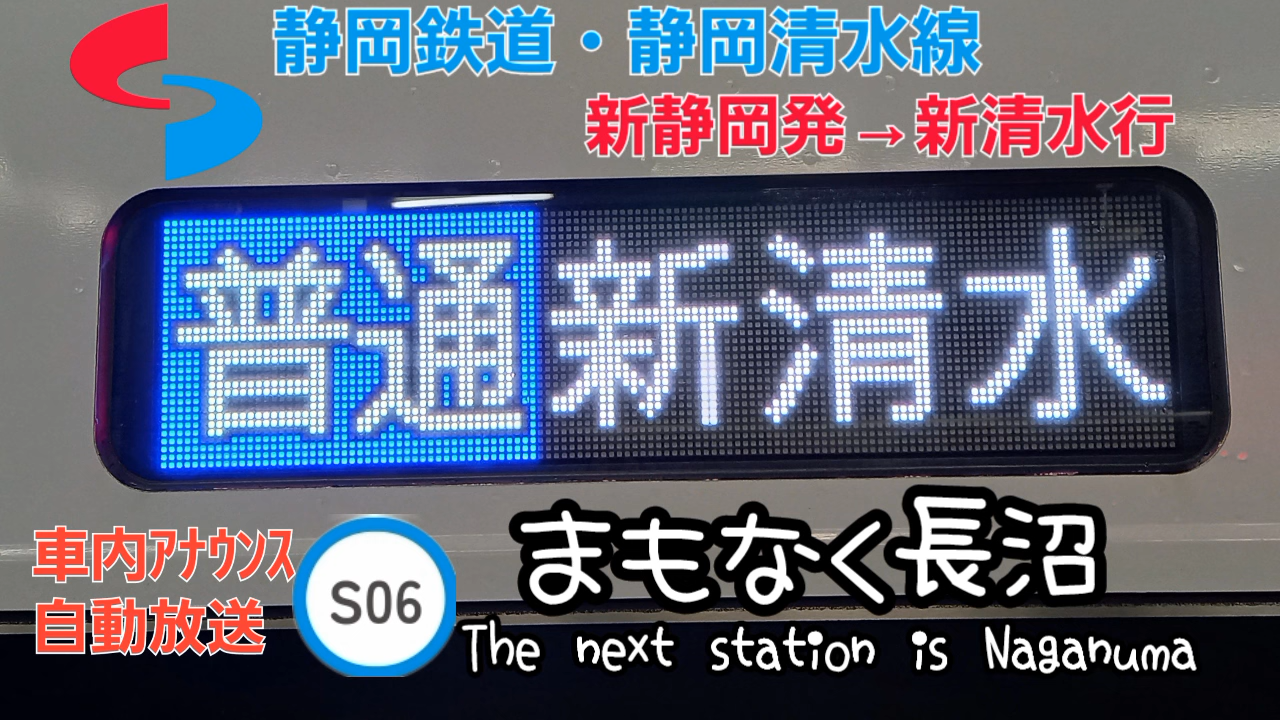 静岡鉄道・静岡清水線
新静岡発→新清水行
普通 新清水
車内ｱﾅｳﾝｽ
自動放送
S06
まもなく長沼
The next station is Naganuma